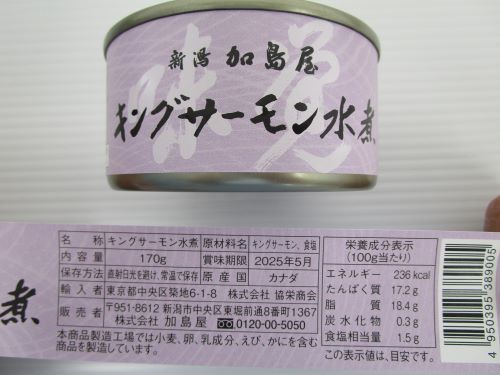 味覚
新潟 加島屋
キングサーモン水煮
煮
名称 キングサーモン水煮 原材料名 キングサーモン、食塩
内容量 170g 賞味期限 2025年5月
保存方法 直射日光を避け、常温で保存 原産国 カナダ
輸入者 東京都中央区築地6-1-8 株式会社 協栄商会
販売者 〒951-8612 新潟市中央区東堀前通8番町1367
株式会社 加島屋 0120-00-5050
本商品製造工場では小麦、卵、乳成分、えび、かにを含む
商品を製造しています。
栄養成分表示
(100g当たり)
エネルギー 236kcal
たんぱく質 17.2g
脂質 18.4g
炭水化物 0.3g
食塩相当量 1.5g
この表示値は、目安です。
4950395389005